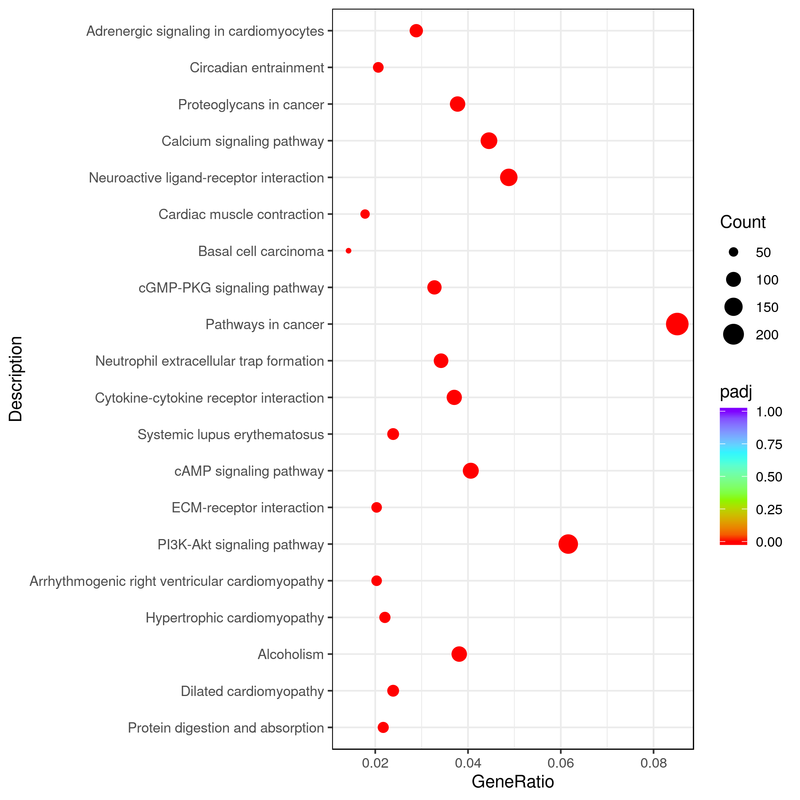 Adrenergic signaling in cardiomyocytes
Circadian entrainment
Proteoglycans in cancer
Calcium signaling pathway
Neuroactive ligand-receptor interaction
Cardiac muscle contraction
Basal cell carcinoma
cGMP-PKG signaling pathway
Pathways in cancer
Neutrophil extracellular trap formation
Cytokine-cytokine receptor interaction
Systemic lupus erythematosus
cAMP signaling pathway
ECM-receptor interaction
PI3K-Akt signaling pathway
Arrhythmogenic right ventricular cardiomyopathy
Hypertrophic cardiomyopathy
Alcoholism
Dilated cardiomyopathy
Protein digestion and absorption
Description
0.02 0.04 0.06 0.08
GeneRatio
Count
50
100
150
200
padj
1.00
0.75
0.50
0.25
0.00